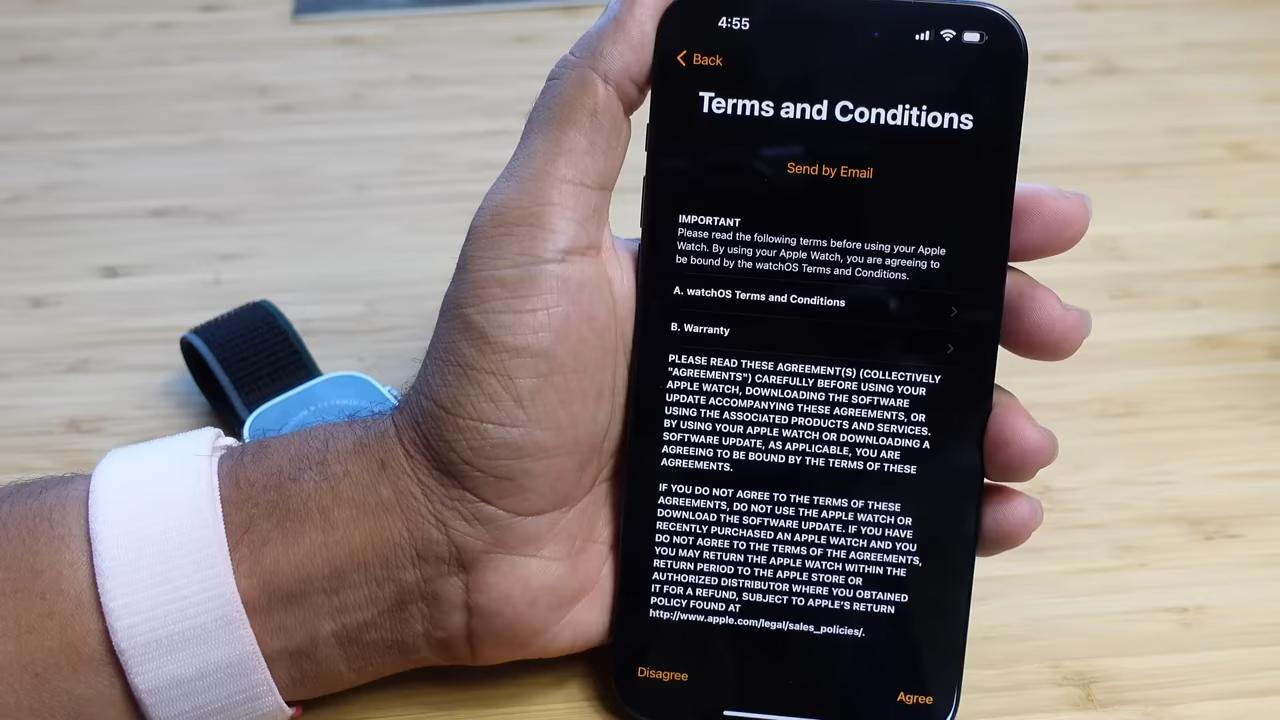 4:55
Back
Terms and Conditions
Send by Email
IMPORTANT
Please read the following terms before using your Apple
Watch. By using your Apple Watch, you are agreeing to
be bound by the watchOS Terms and Conditions.
A. watchOS Terms and Conditions
B. Warranty
PLEASE READ THESE AGREEMENT(S) (COLLECTIVELY
"AGREEMENTS") CAREFULLY BEFORE USING YOUR
APPLE WATCH, DOWNLOADING THE SOFTWARE
UPDATE ACCOMPANYING THESE AGREEMENTS, OR
USING THE ASSOCIATED PRODUCTS AND SERVICES.
BY USING YOUR APPLE WATCH OR DOWNLOADING A
SOFTWARE UPDATE, AS APPLICABLE, YOU ARE
AGREEING TO BE BOUND BY THE TERMS OF THESE
AGREEMENTS.
IF YOU DO NOT AGREE TO THE TERMS OF THESE
AGREEMENTS, DO NOT USE THE APPLE WATCH OR
DOWNLOAD THE SOFTWARE UPDATE. IF YOU HAVE
RECENTLY PURCHASED AN APPLE WATCH AND YOU
DO NOT AGREE TO THE TERMS OF THE AGREEMENTS,
YOU MAY RETURN THE APPLE WATCH WITHIN THE
RETURN PERIOD TO THE APPLE STORE OR
AUTHORIZED DISTRIBUTOR WHERE YOU OBTAINED
IT FOR A REFUND, SUBJECT TO APPLE'S RETURN
POLICY FOUND AT
http://www.apple.com/legal/sales_policies/.
Disagree
Agree